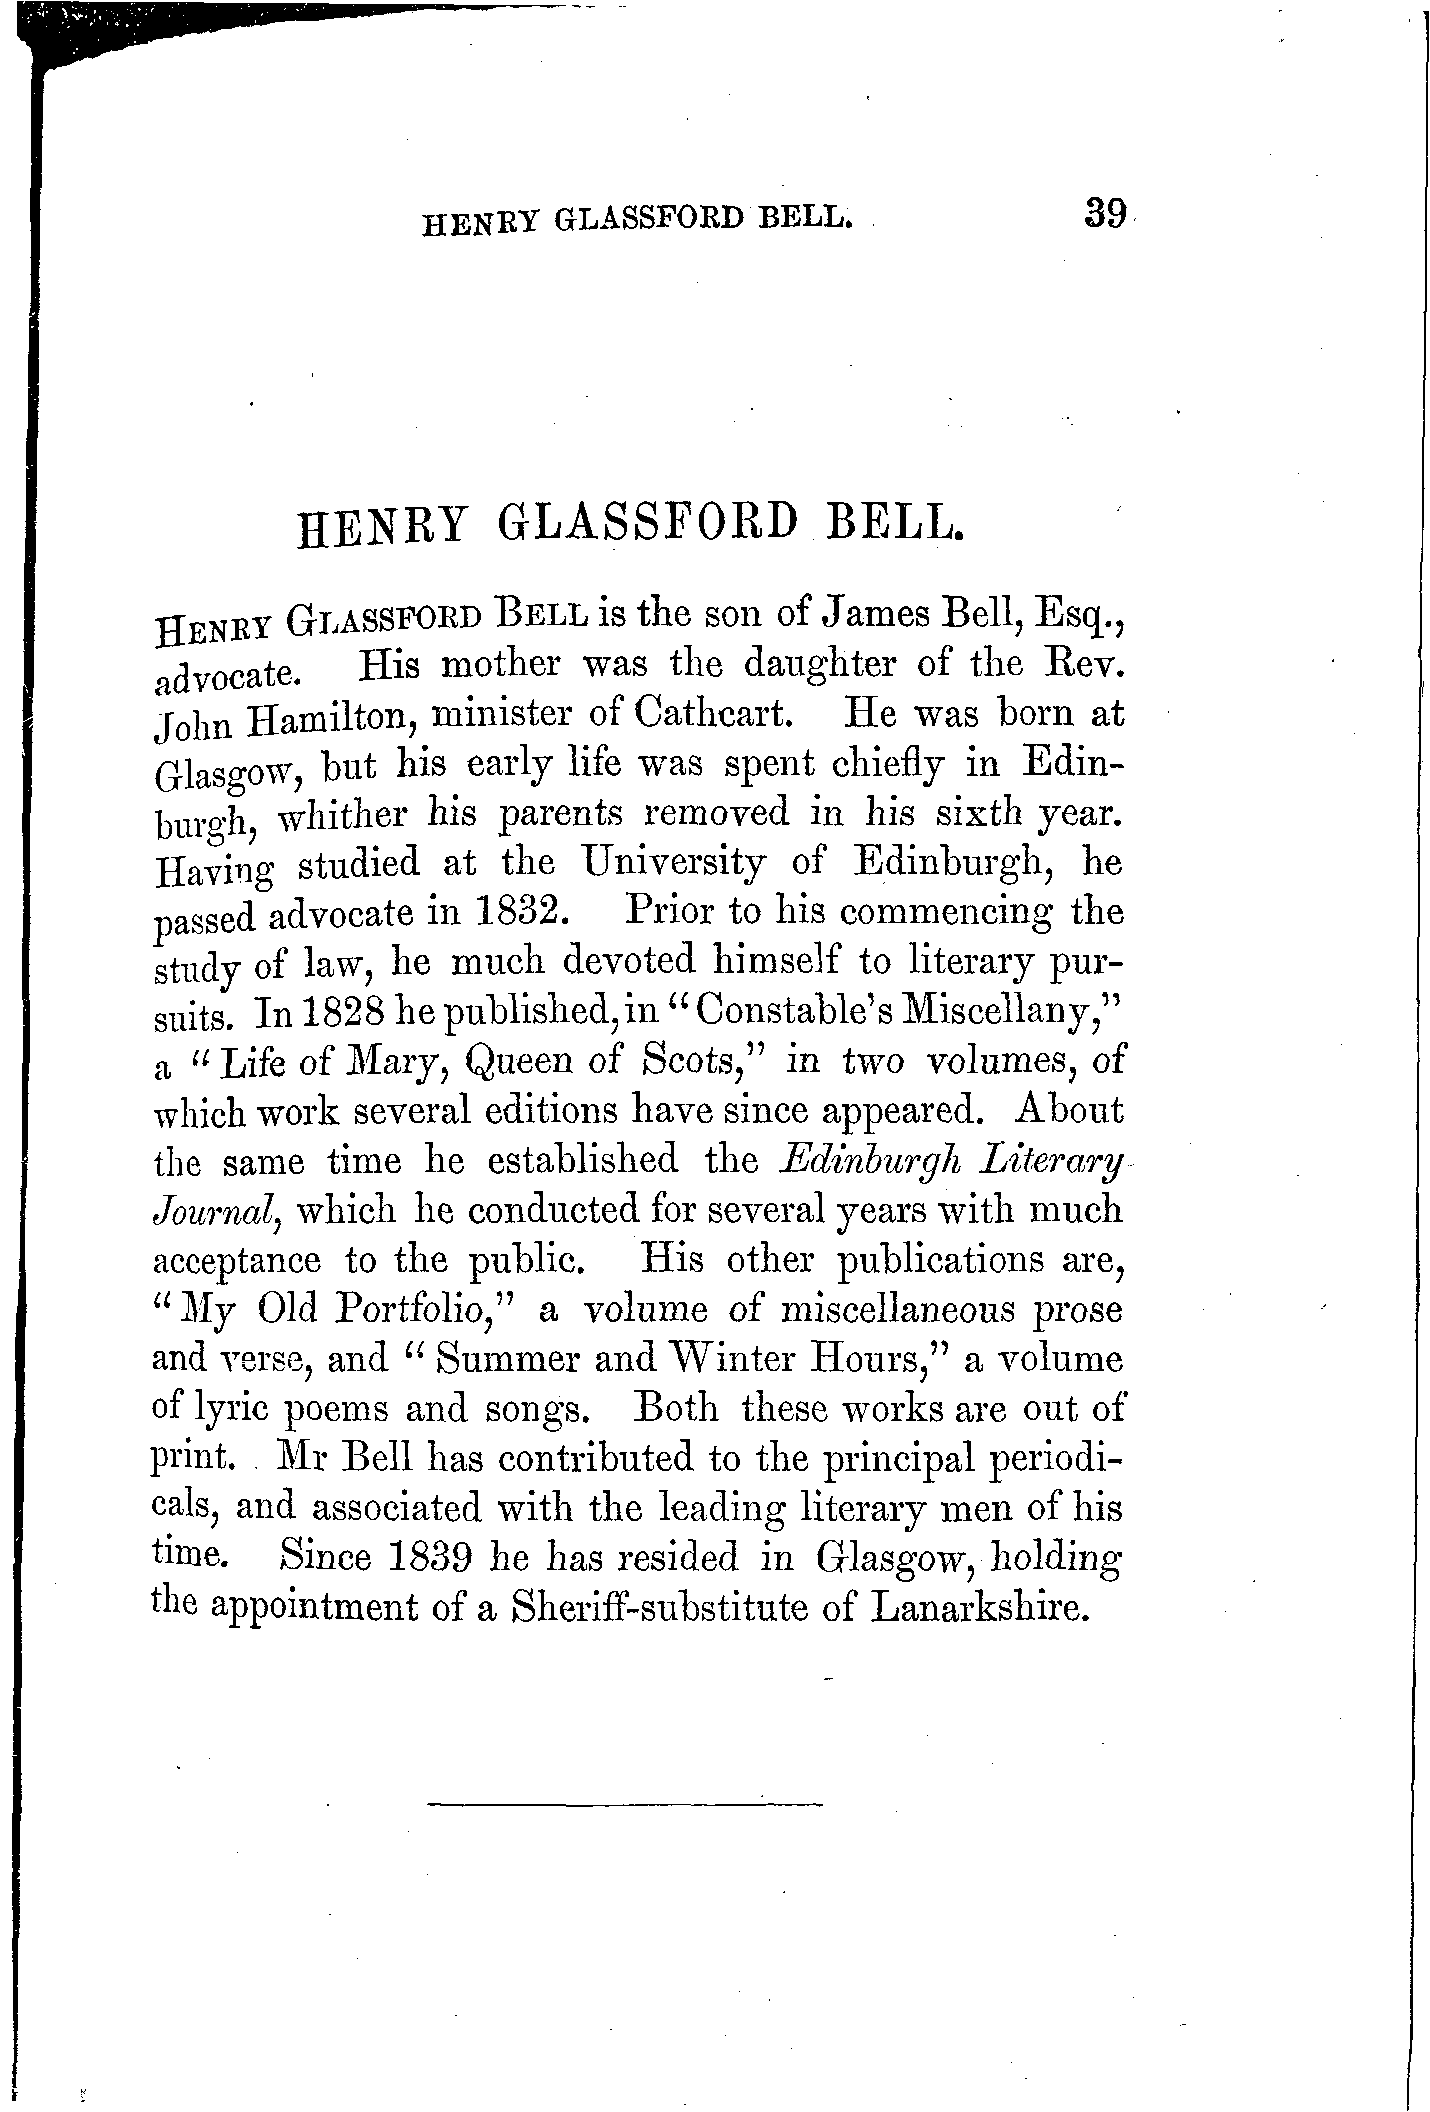 HENRY GLASSFORD BELL. 39
HENRY GLASSFORD BELL.
HENRY GLASSFORD BELL is the son of James Bell, Esq.,
advocate. His mother was the daughter of the Rev.
John Hamilton, minister of Cathcart. He was born at
Glasgow, but his early life was spent chiefly in Edin-
burgh, whither his parents removed in his sixth year.
Having studied at the University of Edinburgh, he
passed advocate in 1832. Prior to his commencing the
study of law, he much devoted himself to literary pur-
suits. In 1828 he published, in “Constable’s Miscellany,”
a “Life of Mary, Queen of Scots,” in two volumes, of
which work several editions have since appeared. About
the same time he established the Edinburgh Literary
Journal, which he conducted for several years with much
acceptance to the public. His other publications are,
“My Old Portfolio,” a volume of miscellaneous prose
and verse, and “Summer and Winter Hours,” a volume
of lyric poems and songs. Both these works are out of
print. Mr Bell has contributed to the principal periodi-
cals, and associated with the leading literary men of his
time. Since 1839 he has resided in Glasgow, holding
the appointment of a Sheriff-substitute of Lanarkshire.